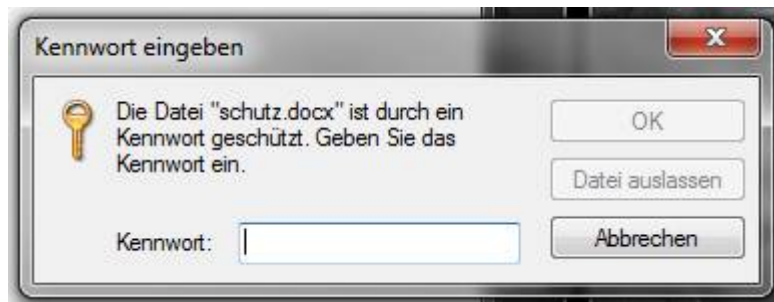 Kennwort eingeben
Die Datei "schutz.docx" ist durch ein
Kennwort geschützt. Geben Sie das
Kennwort ein.
OK
Datei auslassen
Kennwort:
Abbrechen